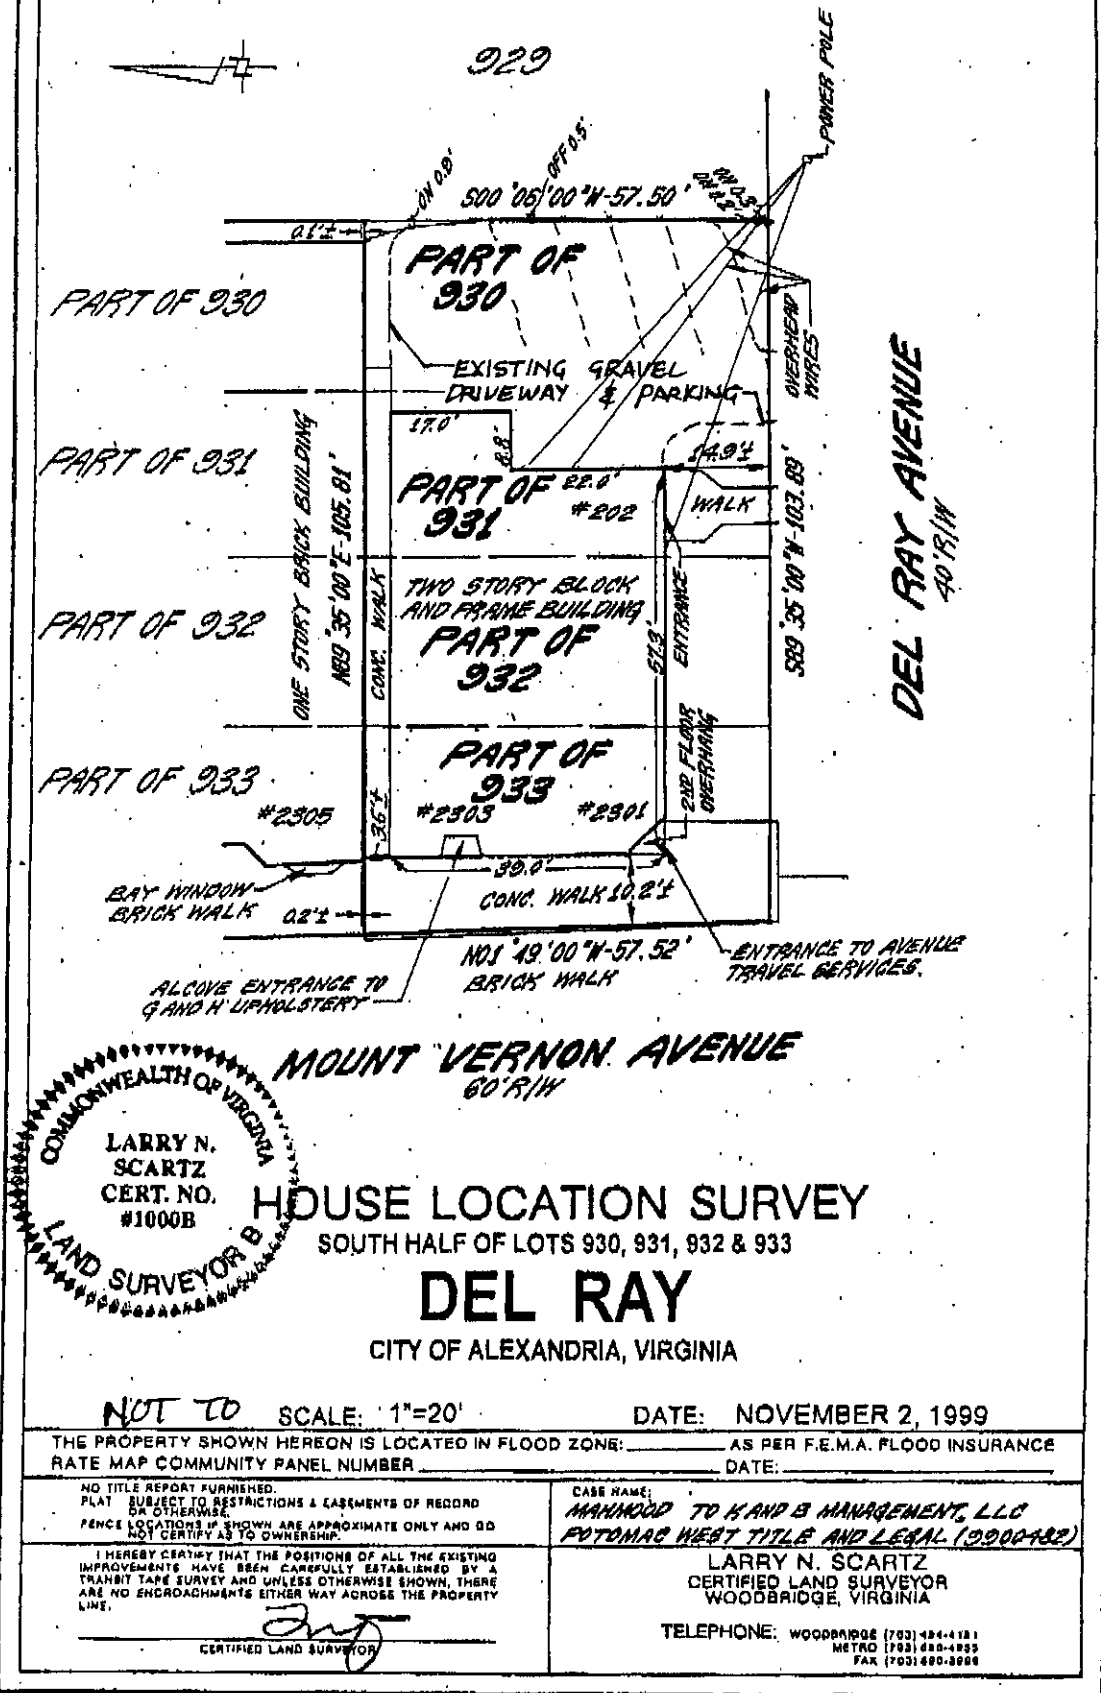 929
POWER POLE
ON 0.9'
OFF 0.5'
S00°06'00"W-57.50'
0.1'±
PART OF
930
PART OF 930
OVERHEAD
WIRES
EXISTING GRAVEL
DRIVEWAY & PARKING
DEL RAY AVENUE
40'R/W
17.0'
8.8'
14.9'±
PART OF 931
PART OF
931
22.0'
#202
WALK
ONE STORY BRICK BUILDING
N89°35'00"E-105.81'
S89°35'00"W-103.89'
CONC. WALK
TWO STORY BLOCK
AND FRAME BUILDING
ENTRANCE
57.3'
PART OF 932
PART OF
932
2ND FLOOR
OVERHANG
PART OF 933
PART OF
933
#2305
3.6'±
#2303
#2301
39.0'
BAY WINDOW
BRICK WALK
0.2'±
CONC. WALK 10.2'±
N01°49'00"W-57.52'
BRICK WALK
ENTRANCE TO AVENUE
TRAVEL SERVICES.
ALCOVE ENTRANCE TO
G AND H UPHOLSTERY
MOUNT VERNON AVENUE
60'R/W
COMMONWEALTH OF VIRGINIA
LARRY N.
SCARTZ
CERT. NO.
#1000B
LAND SURVEYOR B
HOUSE LOCATION SURVEY
SOUTH HALF OF LOTS 930, 931, 932 & 933
DEL RAY
CITY OF ALEXANDRIA, VIRGINIA
NOT TO SCALE: 1"=20' DATE: NOVEMBER 2, 1999
THE PROPERTY SHOWN HEREON IS LOCATED IN FLOOD ZONE: AS PER F.E.M.A. FLOOD INSURANCE
RATE MAP COMMUNITY PANEL NUMBER DATE:
NO TITLE REPORT FURNISHED.
PLAT SUBJECT TO RESTRICTIONS & EASEMENTS OF RECORD
OR OTHERWISE.
FENCE LOCATIONS IF SHOWN ARE APPROXIMATE ONLY AND DO
NOT CERTIFY AS TO OWNERSHIP.
I HEREBY CERTIFY THAT THE POSITIONS OF ALL THE EXISTING
IMPROVEMENTS HAVE BEEN CAREFULLY ESTABLISHED BY A
TRANSIT TAPE SURVEY AND UNLESS OTHERWISE SHOWN, THERE
ARE NO ENCROACHMENTS EITHER WAY ACROSS THE PROPERTY
LINE.
CERTIFIED LAND SURVEYOR
CASE NAME:
MAHMOOD TO K AND B MANAGEMENT, LLC
POTOMAC WEST TITLE AND LEGAL (9900482)
LARRY N. SCARTZ
CERTIFIED LAND SURVEYOR
WOODBRIDGE, VIRGINIA
TELEPHONE: WOODBRIDGE (703)
METRO (703)
FAX (703)